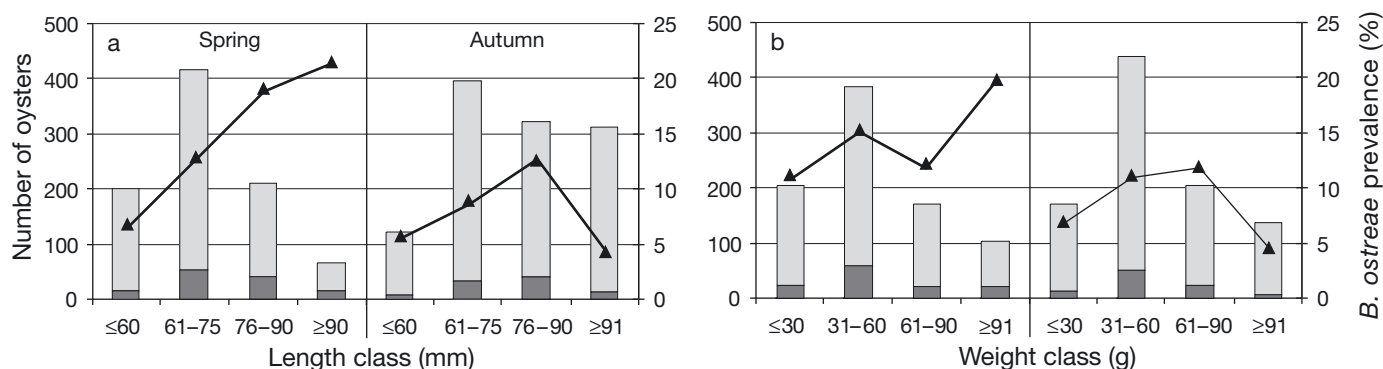 a
Spring
Autumn
b
Number of oysters
500
400
300
200
100
0
25
20
15
10
5
0
500
400
300
200
100
0
25
20
15
10
5
0
B. ostreae prevalence (%)
≤60 61–75 76–90 ≥90 ≤60 61–75 76–90 ≥91
≤30 31–60 61–90 ≥91 ≤30 31–60 61–90 ≥91
Length class (mm)
Weight class (g)